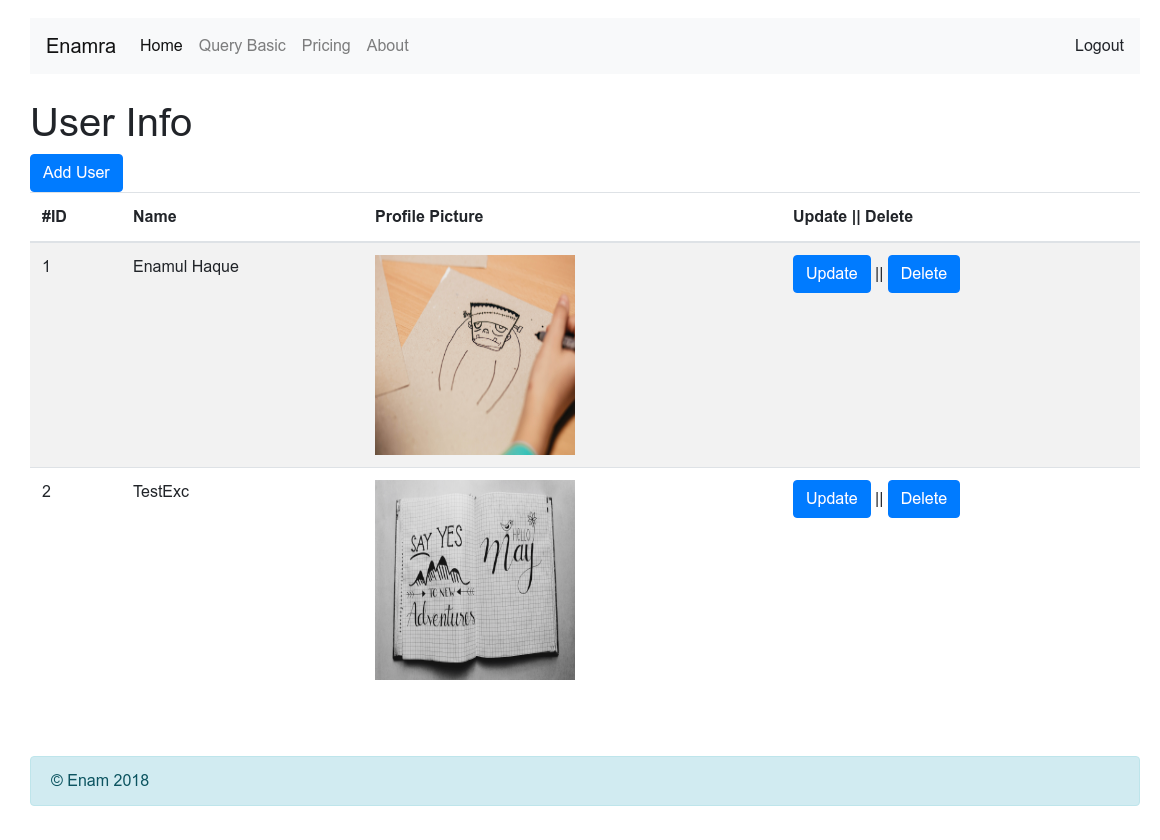 Enamra Home Query Basic Pricing About Logout
User Info
Add User
#ID Name Profile Picture Update || Delete
1 Enamul Haque Update || Delete
2 TestExc Update || Delete
SAY YES
TO NEW
Adventures
HELLO
May
© Enam 2018